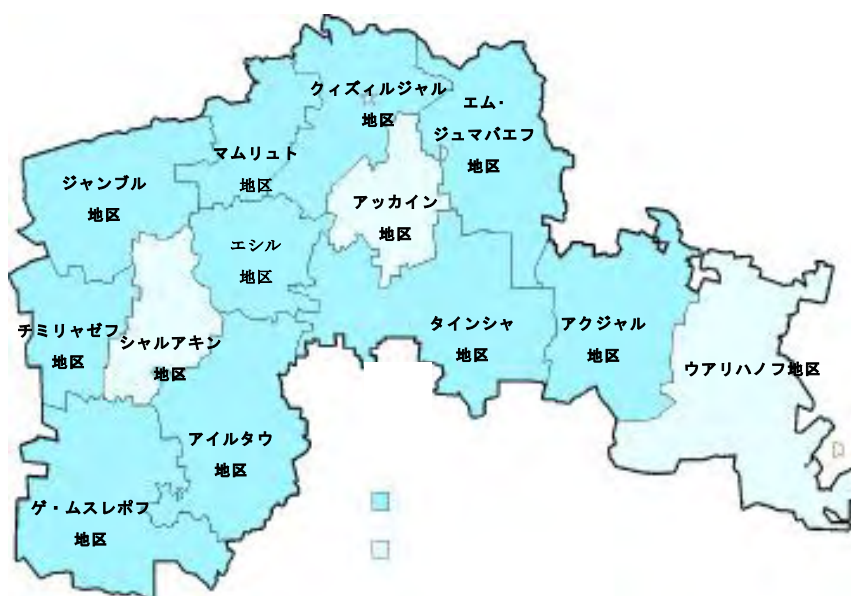 クィズィルジャル
地区
エム・
ジュマバエフ
地区
マムリュト
地区
ジャンブル
地区
アッカイン
地区
エシル
地区
チミリャゼフ
地区
シャルアキン
地区
タインシャ
地区
アクジャル
地区
ウアリハノフ地区
アイルタウ
地区
ゲ・ムスレポフ
地区